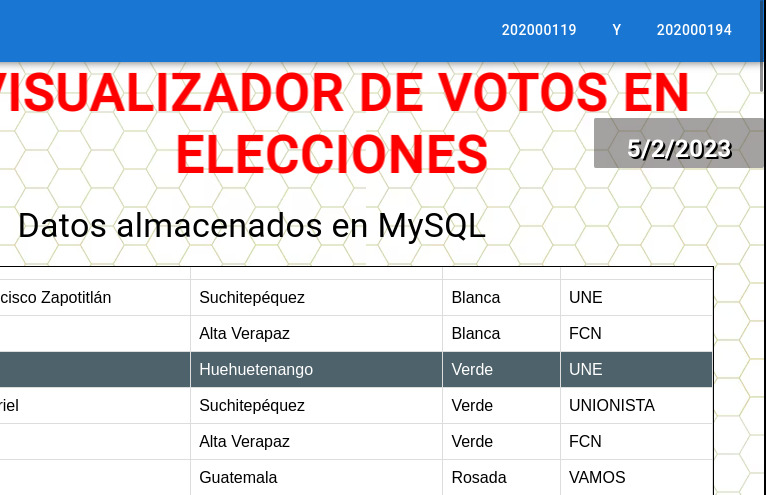 202000119 Y 202000194
VISUALIZADOR DE VOTOS EN
ELECCIONES
5/2/2023
Datos almacenados en MySQL
cisco Zapotitlán Suchitepéquez Blanca UNE
Alta Verapaz Blanca FCN
Huehuetenango Verde UNE
riel Suchitepéquez Verde UNIONISTA
Alta Verapaz Verde FCN
Guatemala Rosada VAMOS